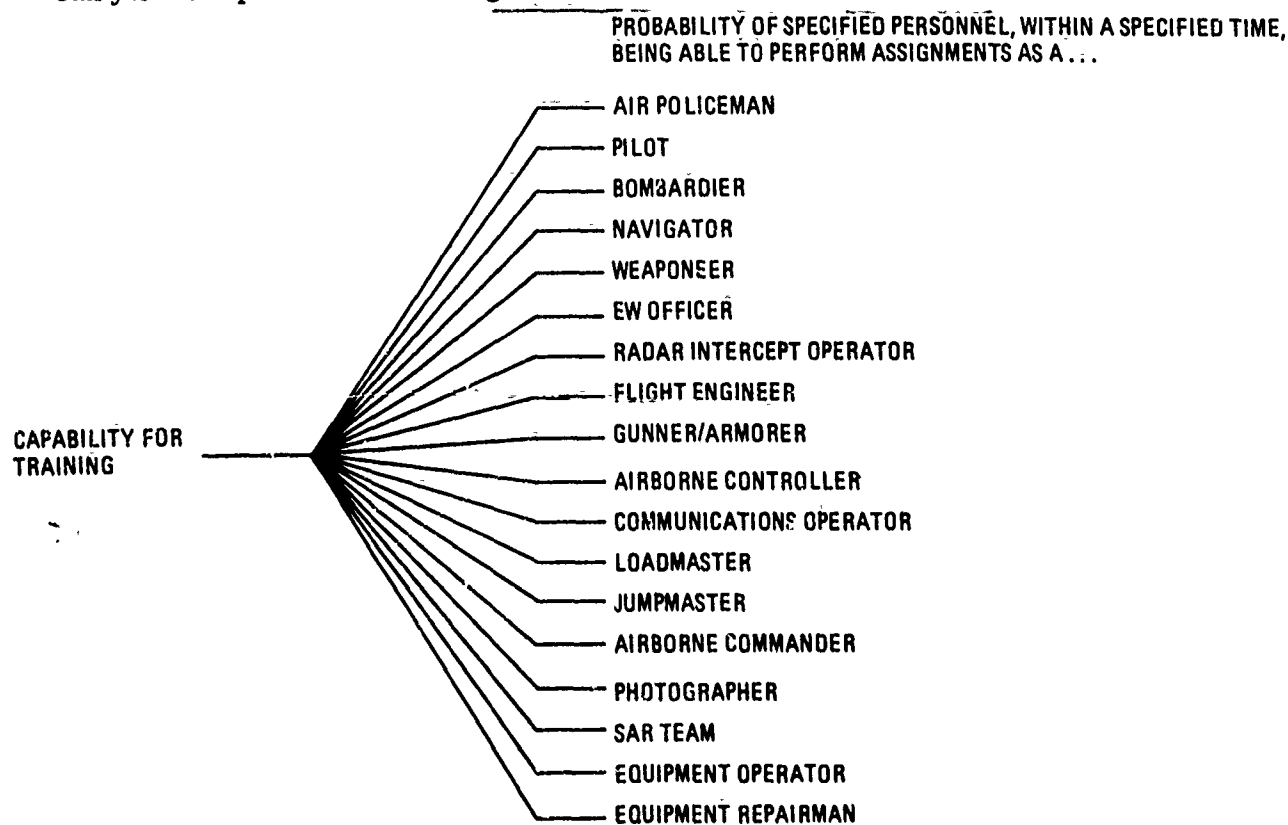 PROBABILITY OF SPECIFIED PERSONNEL, WITHIN A SPECIFIED TIME,
BEING ABLE TO PERFORM ASSIGNMENTS AS A...
AIR POLICEMAN
PILOT
BOMBARDIER
NAVIGATOR
WEAPONEER
EW OFFICER
RADAR INTERCEPT OPERATOR
FLIGHT ENGINEER
GUNNER/ARMORER
CAPABILITY FOR
TRAINING
AIRBORNE CONTROLLER
COMMUNICATIONS OPERATOR
LOADMASTER
JUMPMASTER
AIRBORNE COMMANDER
PHOTOGRAPHER
SAR TEAM
EQUIPMENT OPERATOR
EQUIPMENT REPAIRMAN